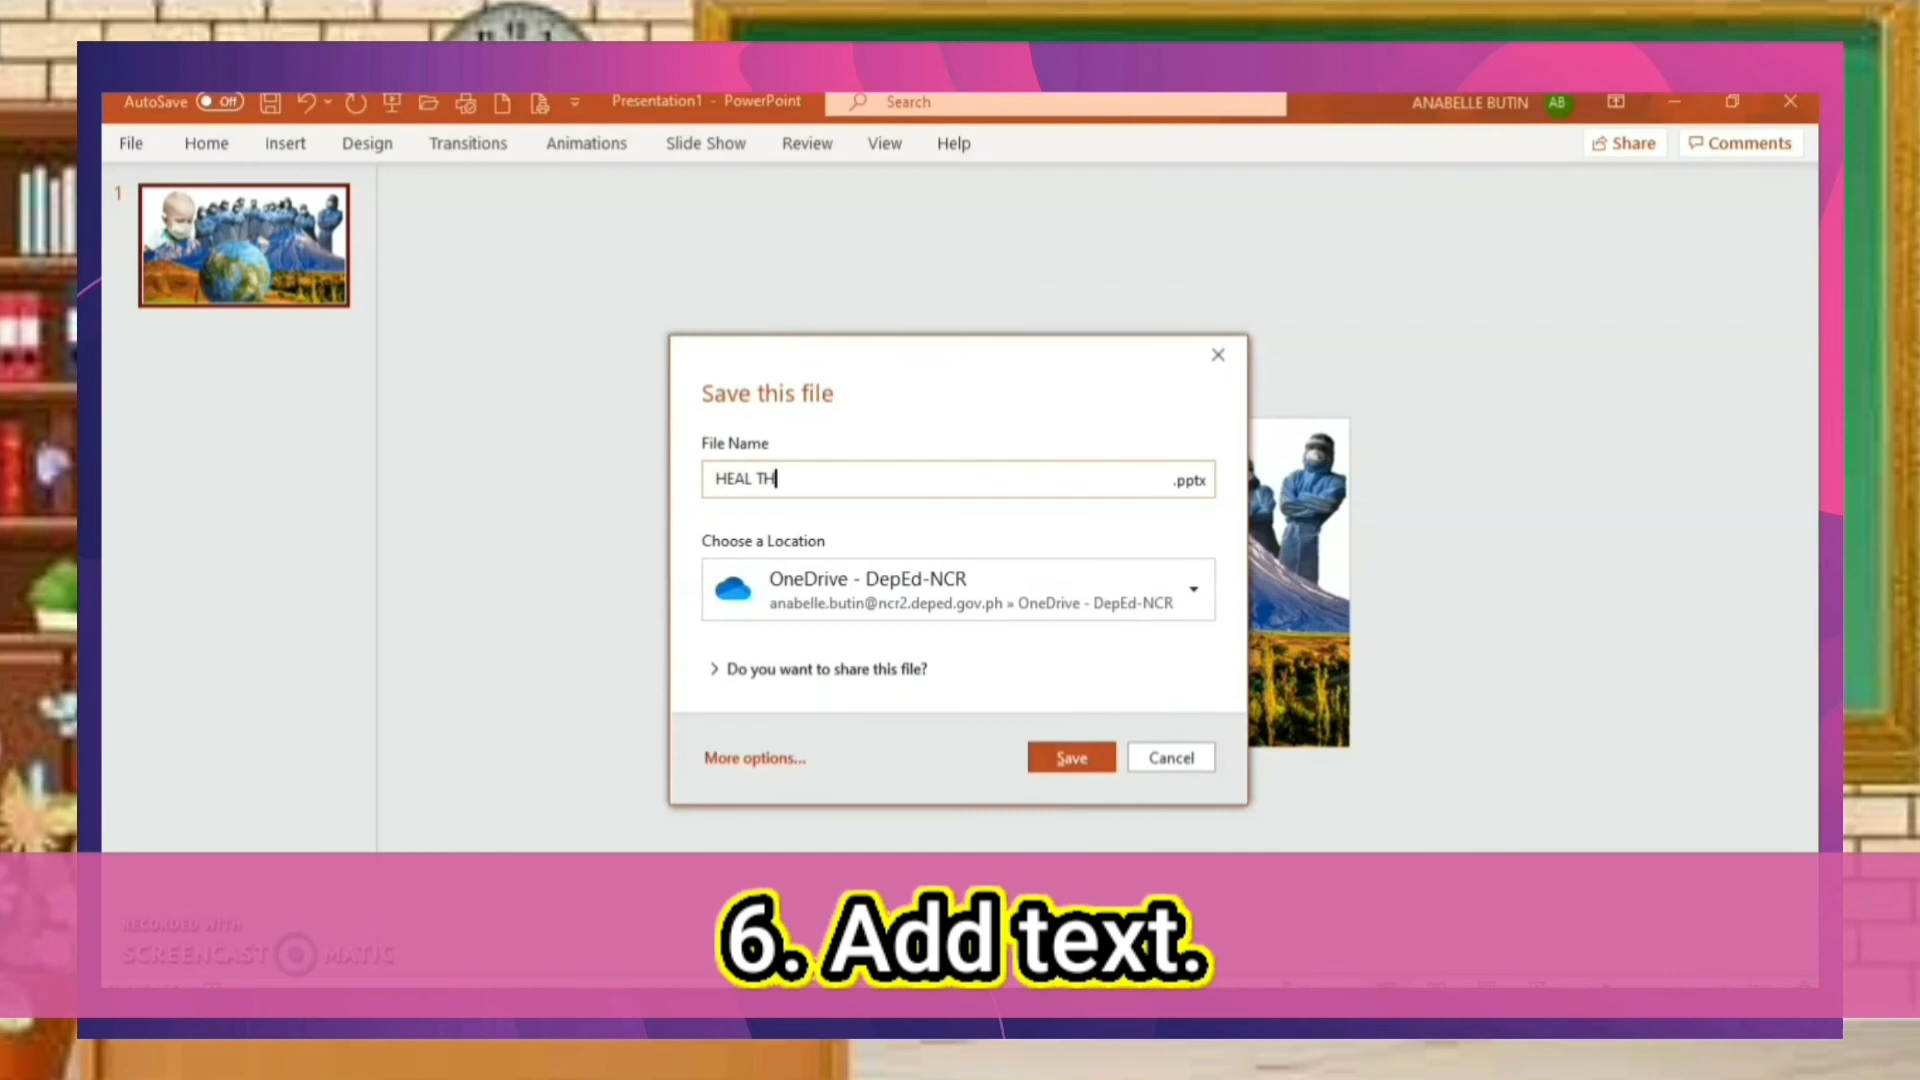 AutoSave Off Presentation1 - PowerPoint Search ANABELLE BUTIN AB
File Home Insert Design Transitions Animations Slide Show Review View Help Share Comments
1
Save this file
File Name
HEAL TH .pptx
Choose a Location
OneDrive - DepEd-NCR
anabelle.butin@ncr2.deped.gov.ph » OneDrive - DepEd-NCR
Do you want to share this file?
More options... Save Cancel
RECORDED WITH
SCREENCAST MATIC
6. Add text.